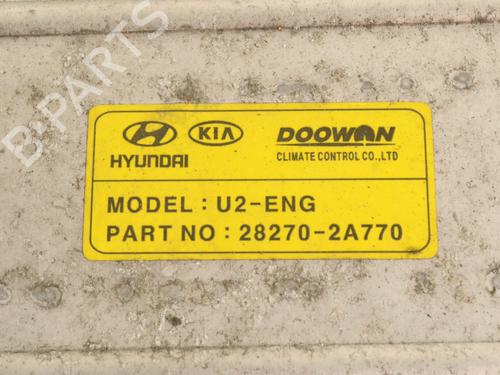 B-PARTS
HYUNDAI
KIA
DOOWON
CLIMATE CONTROL CO.,LTD
MODEL : U2-ENG
PART NO : 28270-2A770